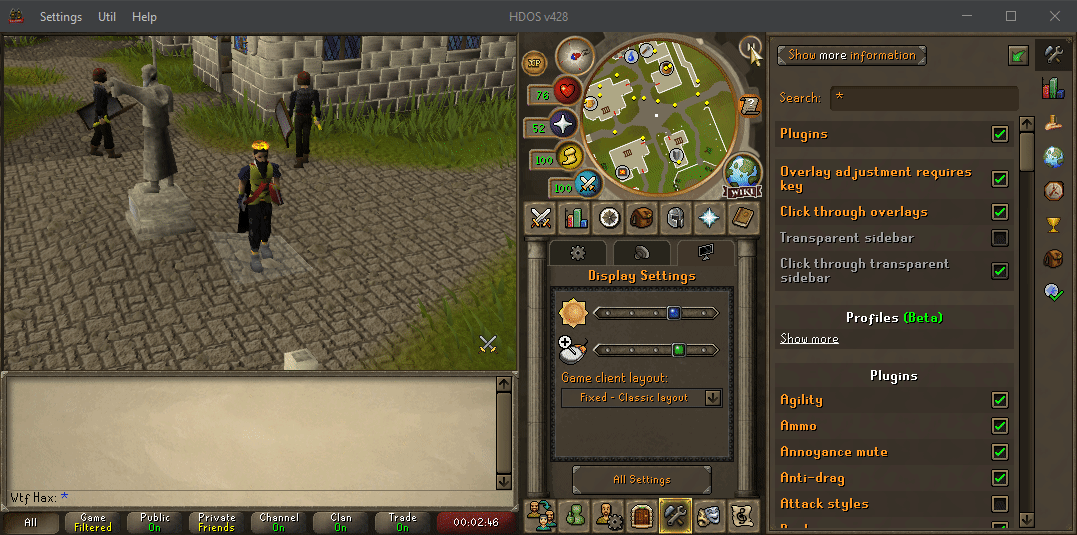 Settings Util Help
HDOS v428
XP
78
52
100
100
WIKI
Display Settings
Game client layout:
Fixed - Classic layout
All Settings
Wtf Hax: *
All
Game
Filtered
Public
On
Private
Friends
Channel
On
Clan
On
Trade
On
00:02:46
Show more information
Search: *
Plugins
Overlay adjustment requires
key
Click through overlays
Transparent sidebar
Click through transparent
sidebar
Profiles (Beta)
Show more
Plugins
Agility
Ammo
Annoyance mute
Anti-drag
Attack styles